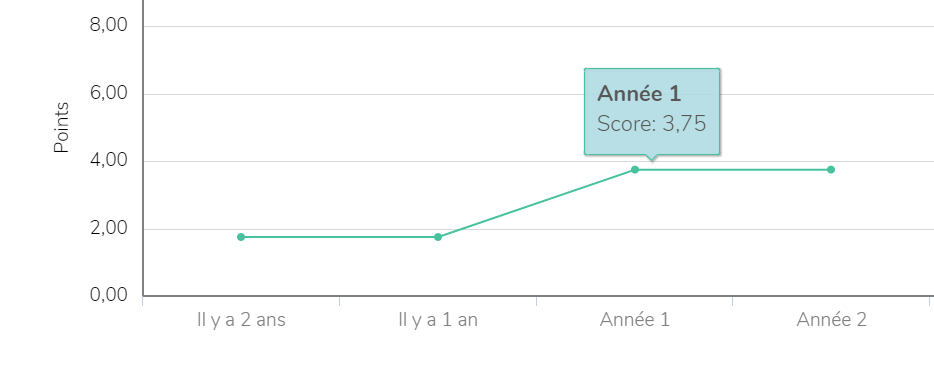 8,00
6,00
4,00
2,00
0,00
Points
Année 1
Score: 3,75
Il y a 2 ans
Il y a 1 an
Année 1
Année 2